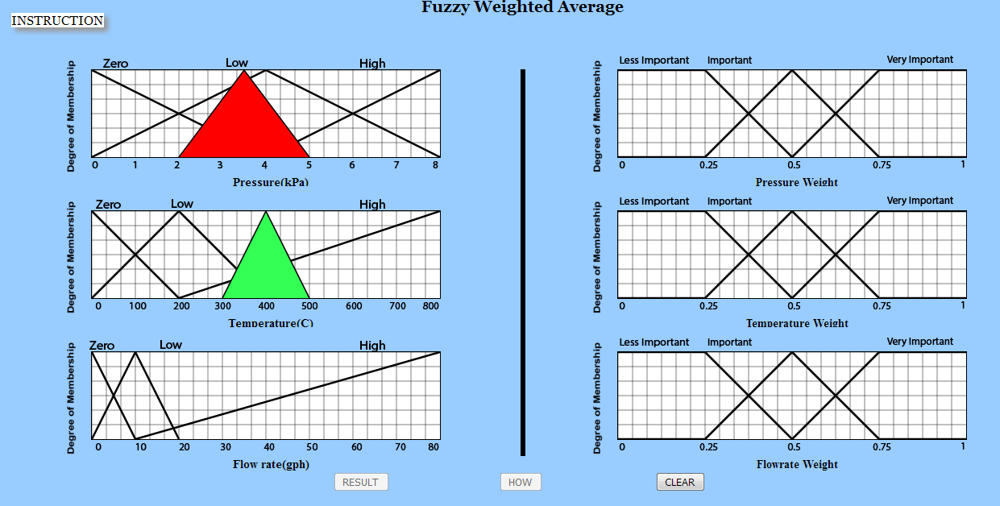 Fuzzy Weighted Average
INSTRUCTION
Zero Low High
Degree of Membership
0 1 2 3 4 5 6 7 8
Pressure(kPa)
Less Important Important Very Important
Degree of Membership
0 0.25 0.5 0.75 1
Pressure Weight
Zero Low High
Degree of Membership
0 100 200 300 400 500 600 700 800
Temperature(C)
Less Important Important Very Important
Degree of Membership
0 0.25 0.5 0.75 1
Temperature Weight
Zero Low High
Degree of Membership
0 10 20 30 40 50 60 70 80
Flow rate(gph)
Less Important Important Very Important
Degree of Membership
0 0.25 0.5 0.75 1
Flowrate Weight
RESULT HOW CLEAR